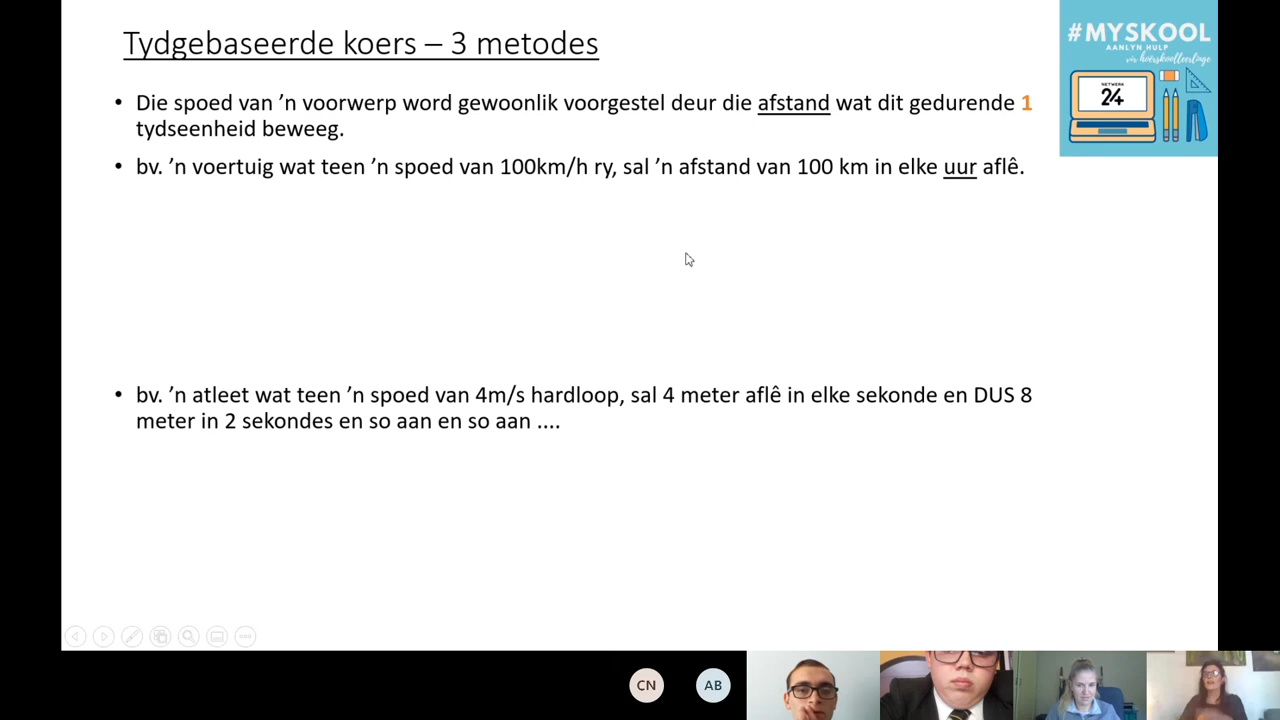 Tydgebaseerde koers – 3 metodes
#MYSKOOL
AANLYN HULP
vir hoërskoolleerlinge
NETWERK
24
• Die spoed van ’n voorwerp word gewoonlik voorgestel deur die afstand wat dit gedurende 1
tydseenheid beweeg.
• bv. ’n voertuig wat teen ’n spoed van 100km/h ry, sal ’n afstand van 100 km in elke uur aflê.
• bv. ’n atleet wat teen ’n spoed van 4m/s hardloop, sal 4 meter aflê in elke sekonde en DUS 8
meter in 2 sekondes en so aan en so aan ....
CN
AB